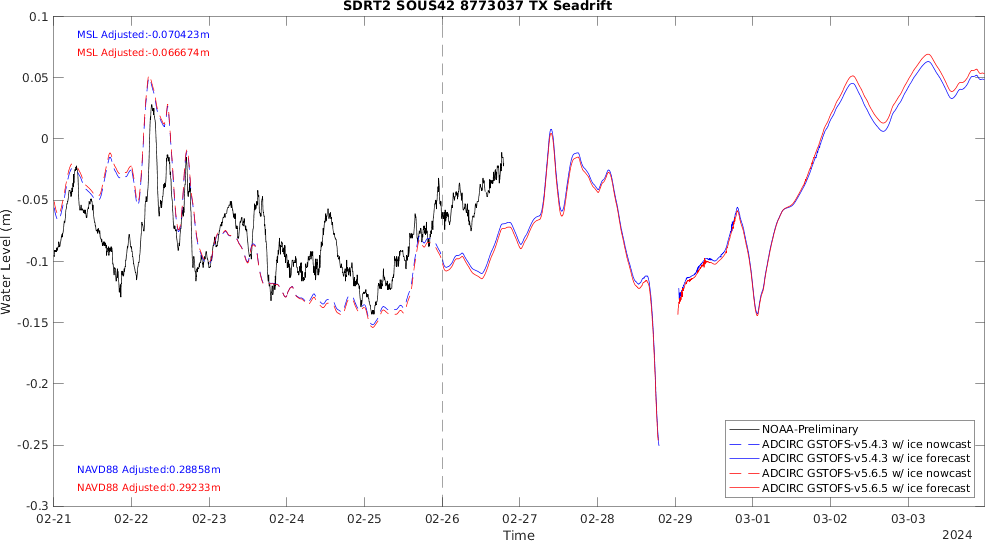 SDRT2 SOUS42 8773037 TX Seadrift
MSL Adjusted:-0.070423m
MSL Adjusted:-0.066674m
0.1
0.05
0
-0.05
-0.1
-0.15
-0.2
-0.25
-0.3
Water Level (m)
NAVD88 Adjusted:0.28858m
NAVD88 Adjusted:0.29233m
NOAA-Preliminary
ADCIRC GSTOFS-v5.4.3 w/ ice nowcast
ADCIRC GSTOFS-v5.4.3 w/ ice forecast
ADCIRC GSTOFS-v5.6.5 w/ ice nowcast
ADCIRC GSTOFS-v5.6.5 w/ ice forecast
02-21 02-22 02-23 02-24 02-25 02-26 02-27 02-28 02-29 03-01 03-02 03-03
Time
2024